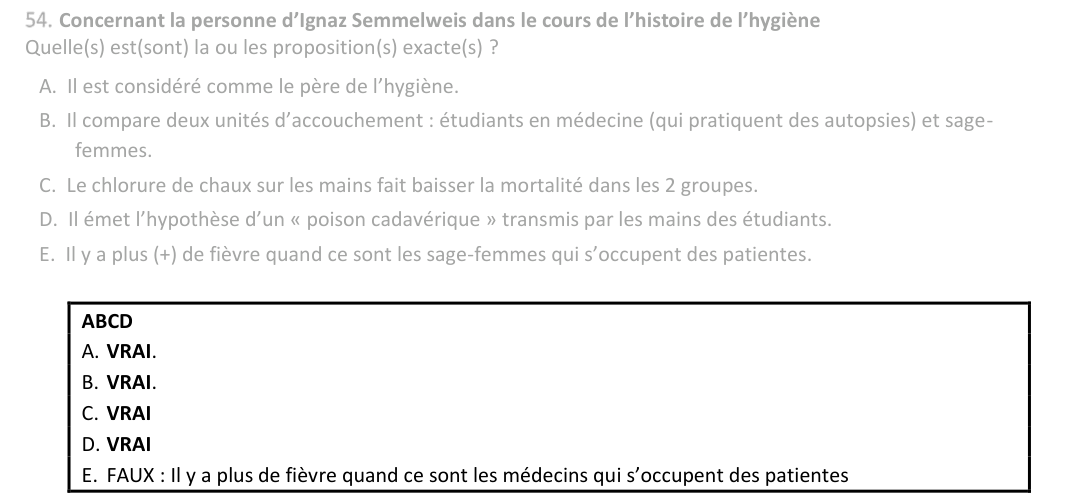 54. Concernant la personne d’Ignaz Semmelweis dans le cours de l’histoire de l’hygiène
Quelle(s) est(sont) la ou les proposition(s) exacte(s) ?
A. Il est considéré comme le père de l’hygiène.
B. Il compare deux unités d’accouchement : étudiants en médecine (qui pratiquent des autopsies) et sage-
femmes.
C. Le chlorure de chaux sur les mains fait baisser la mortalité dans les 2 groupes.
D. Il émet l’hypothèse d’un « poison cadavérique » transmis par les mains des étudiants.
E. Il y a plus (+) de fièvre quand ce sont les sage-femmes qui s’occupent des patientes.
ABCD
A. VRAI.
B. VRAI.
C. VRAI
D. VRAI
E. FAUX : Il y a plus de fièvre quand ce sont les médecins qui s’occupent des patientes